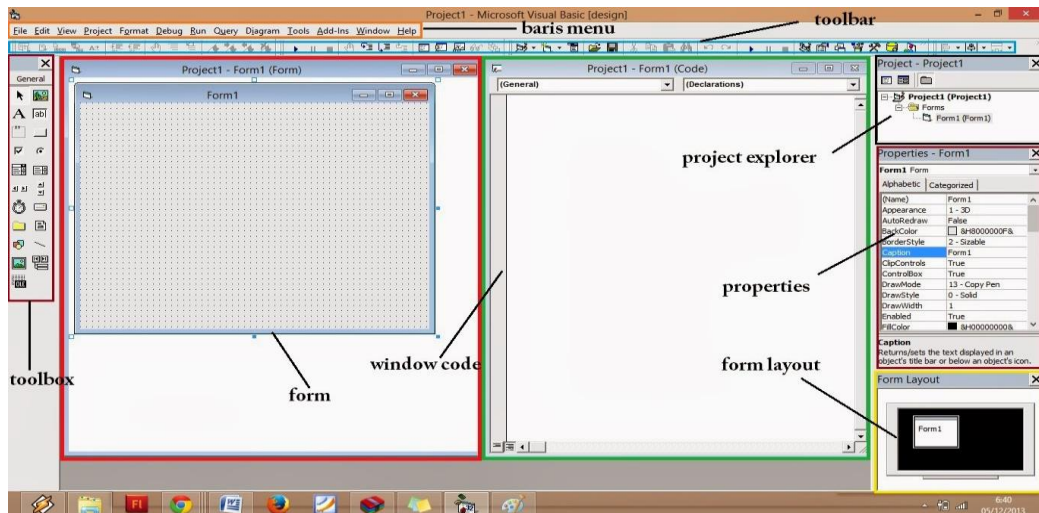 Project1 - Microsoft Visual Basic [design]
toolbar
File Edit View Project Format Debug Run Query Diagram Tools Add-Ins Window Help
baris menu
General
Project1 - Form1 (Form)
Form1
Project1 - Form1 (Code)
(General)
(Declarations)
Project - Project1
Project1 (Project1)
Forms
Form1 (Form1)
project explorer
Properties - Form1
Form1 Form
Alphabetic Categorized
(Name) Form1
Appearance 1 - 3D
AutoRedraw False
BackColor &H8000000F&
BorderStyle 2 - Sizable
Caption Form1
ClipControls True
ControlBox True
DrawMode 13 - Copy Pen
DrawStyle 0 - Solid
DrawWidth 1
Enabled True
FillColor &H00000000&
properties
Caption
Returns/sets the text displayed in an
object's title bar or below an object's icon.
window code
form layout
toolbox
form
Form Layout
Form1
6:40
05/12/2013